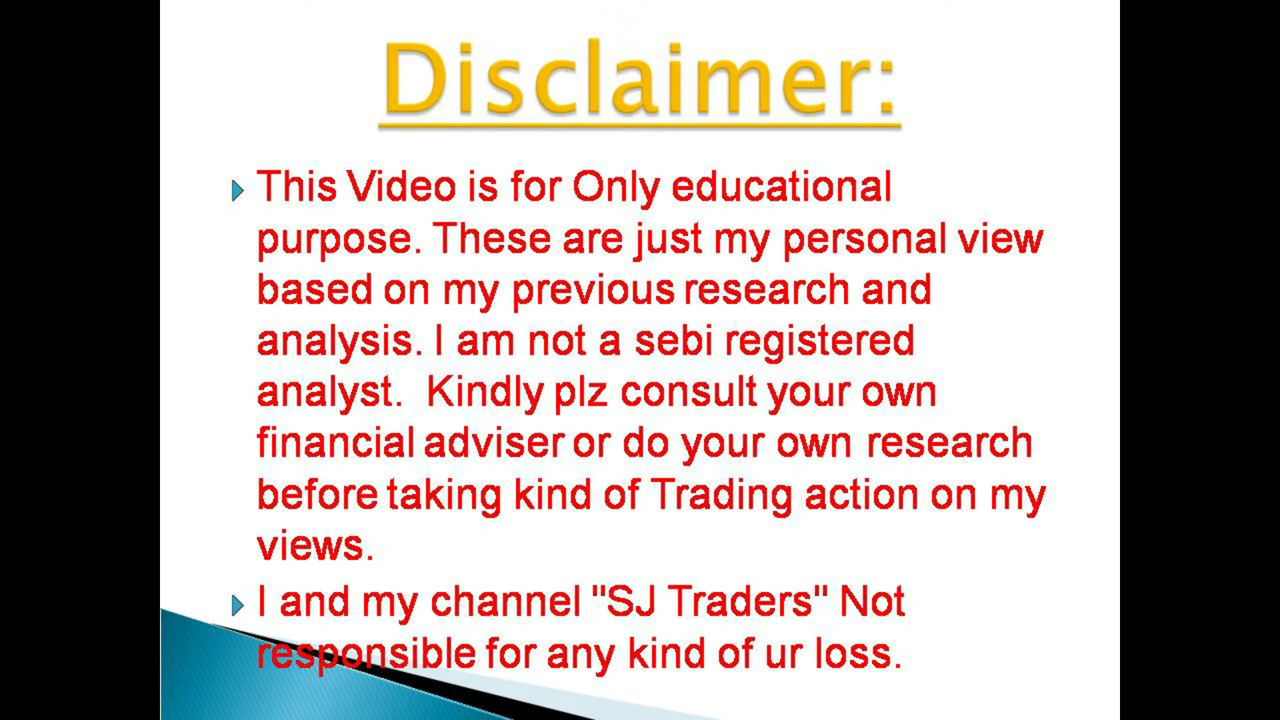 Disclaimer:
This Video is for Only educational
purpose. These are just my personal view
based on my previous research and
analysis. I am not a sebi registered
analyst.  Kindly plz consult your own
financial adviser or do your own research
before taking kind of Trading action on my
views.
I and my channel "SJ Traders" Not
responsible for any kind of ur loss.